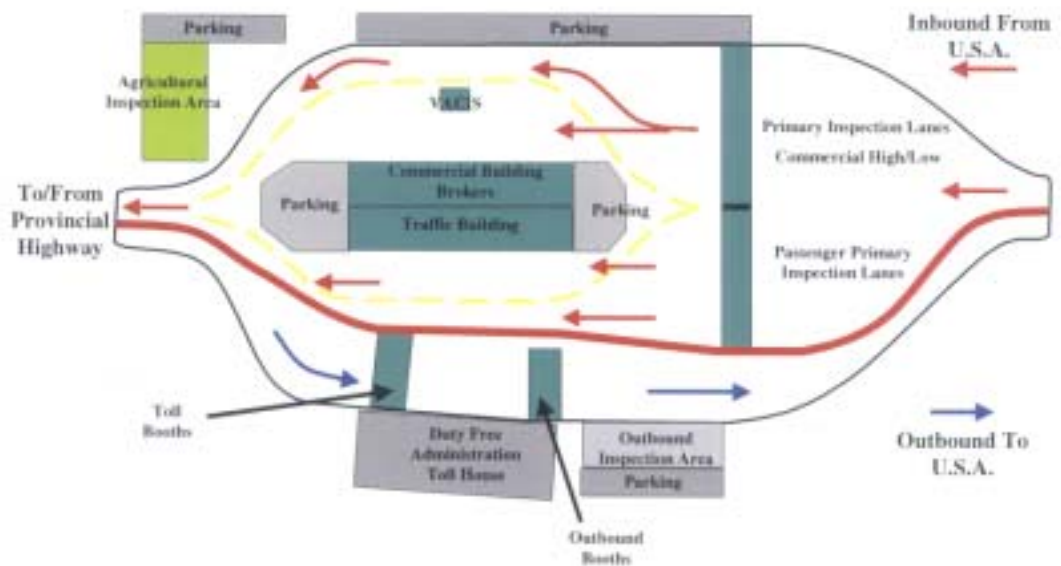 Parking
Parking
Inbound From
U.S.A.
Agricultural
Inspection Area
VACIS
Primary Inspection Lanes
Commercial High/Low
To/From
Provincial
Highway
Parking
Commercial Building
Brokers
Traffic Building
Parking
Passenger Primary
Inspection Lanes
Toll
Booths
Duty Free
Administration
Toll House
Outbound
Inspection Area
Parking
Outbound To
U.S.A.
Outbound
Booths